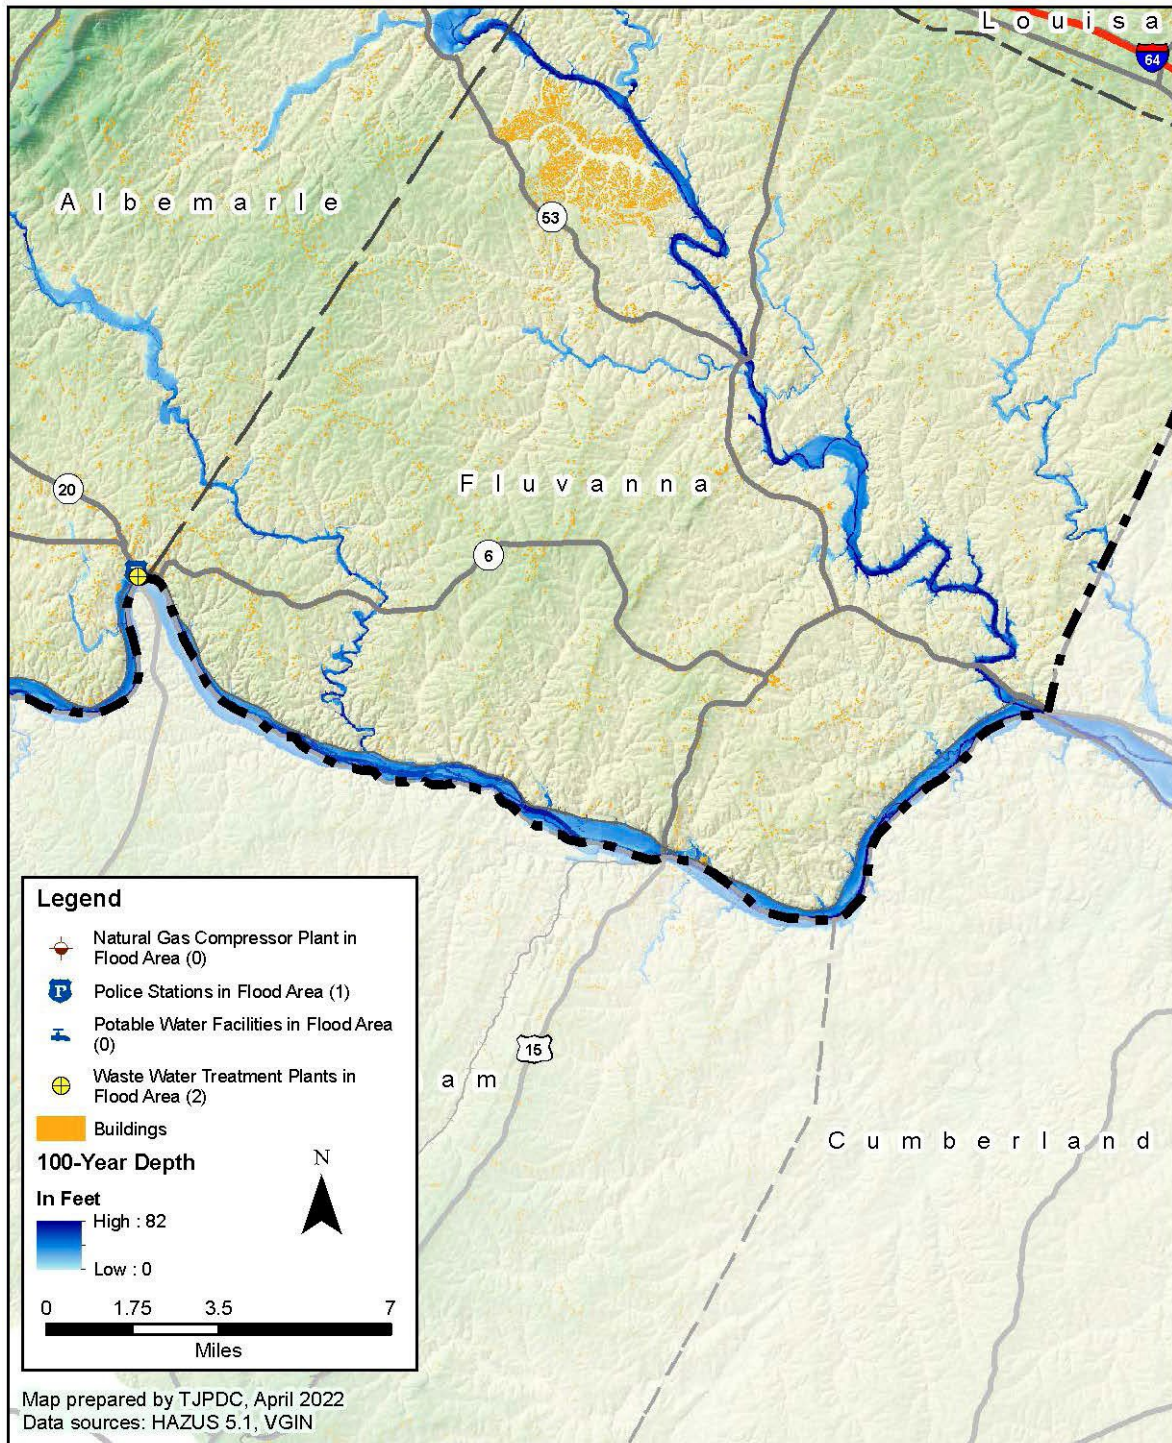 L o u i s a
64
A l b e m a r l e
53
20
F l u v a n n a
6
Legend
Natural Gas Compressor Plant in
Flood Area (0)
P
Police Stations in Flood Area (1)
Potable Water Facilities in Flood Area
(0)
Waste Water Treatment Plants in
Flood Area (2)
Buildings
100-Year Depth
In Feet
High : 82
Low : 0
N
0 1.75 3.5 7
Miles
15
a m
C u m b e r l a n d
Map prepared by TJPDC, April 2022
Data sources: HAZUS 5.1, VGIN